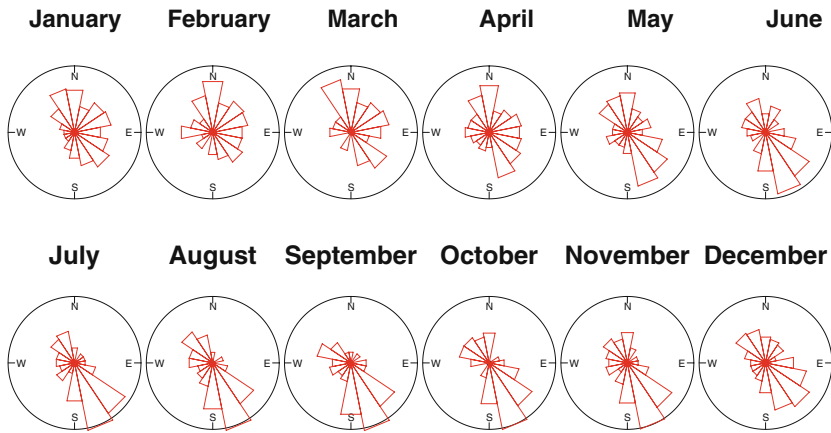 January February March April May June
N N N N N N
W E W E W E W E W E W E
S S S S S S
July August September October November December
N N N N N N
W E W E W E W E W E W E
S S S S S S